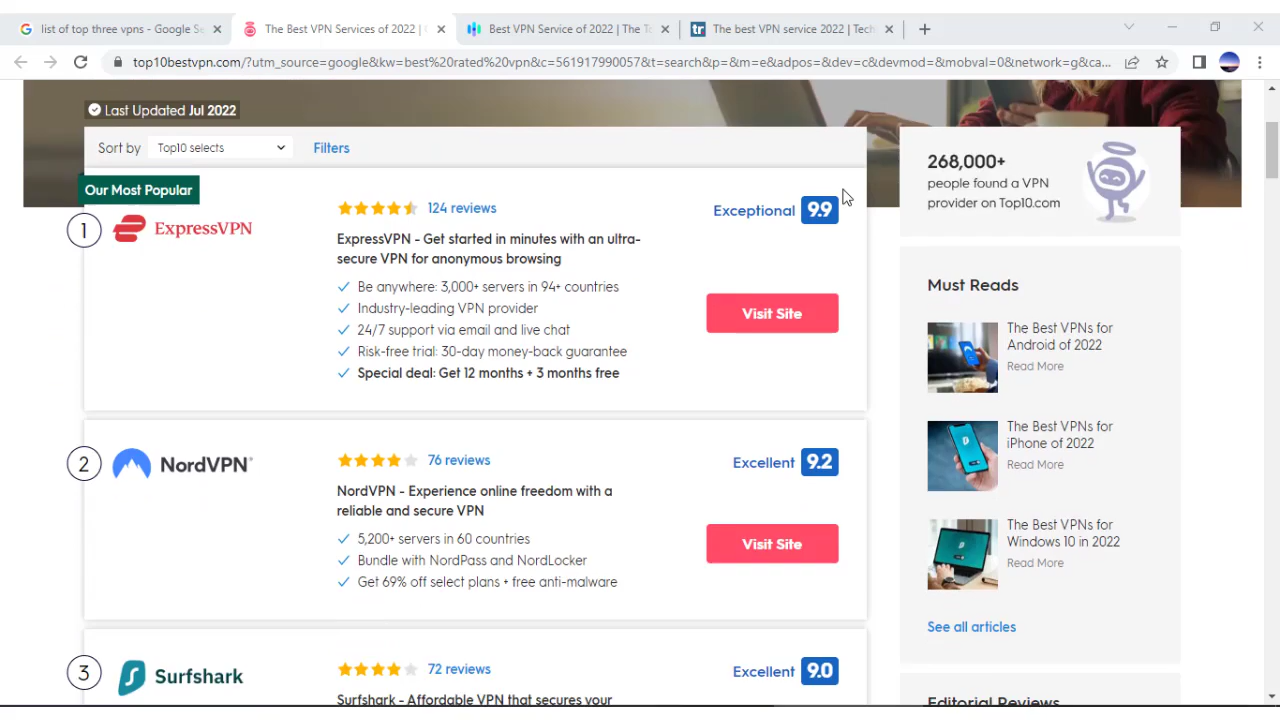 list of top three vpns - Google Se
The Best VPN Services of 2022 |
Best VPN Service of 2022 | The To
The best VPN service 2022 | Tech
top10bestvpn.com/?utm_source=google&kw=best%20rated%20vpn&c=561917990057&t=search&p=&m=e&adpos=&dev=c&devmod=&mobval=0&network=g&ca...
Last Updated Jul 2022
Sort by Top10 selects Filters
Our Most Popular
1
ExpressVPN
124 reviews
Exceptional 9.9
ExpressVPN - Get started in minutes with an ultra-
secure VPN for anonymous browsing
Be anywhere: 3,000+ servers in 94+ countries
Industry-leading VPN provider
24/7 support via email and live chat
Risk-free trial: 30-day money-back guarantee
Special deal: Get 12 months + 3 months free
Visit Site
2
NordVPN®
76 reviews
Excellent 9.2
NordVPN - Experience online freedom with a
reliable and secure VPN
5,200+ servers in 60 countries
Bundle with NordPass and NordLocker
Get 69% off select plans + free anti-malware
Visit Site
3
Surfshark
72 reviews
Excellent 9.0
Surfshark - Affordable VPN that secures your
268,000+
people found a VPN
provider on Top10.com
Must Reads
The Best VPNs for
Android of 2022
Read More
The Best VPNs for
iPhone of 2022
Read More
The Best VPNs for
Windows 10 in 2022
Read More
See all articles
Editorial Reviews